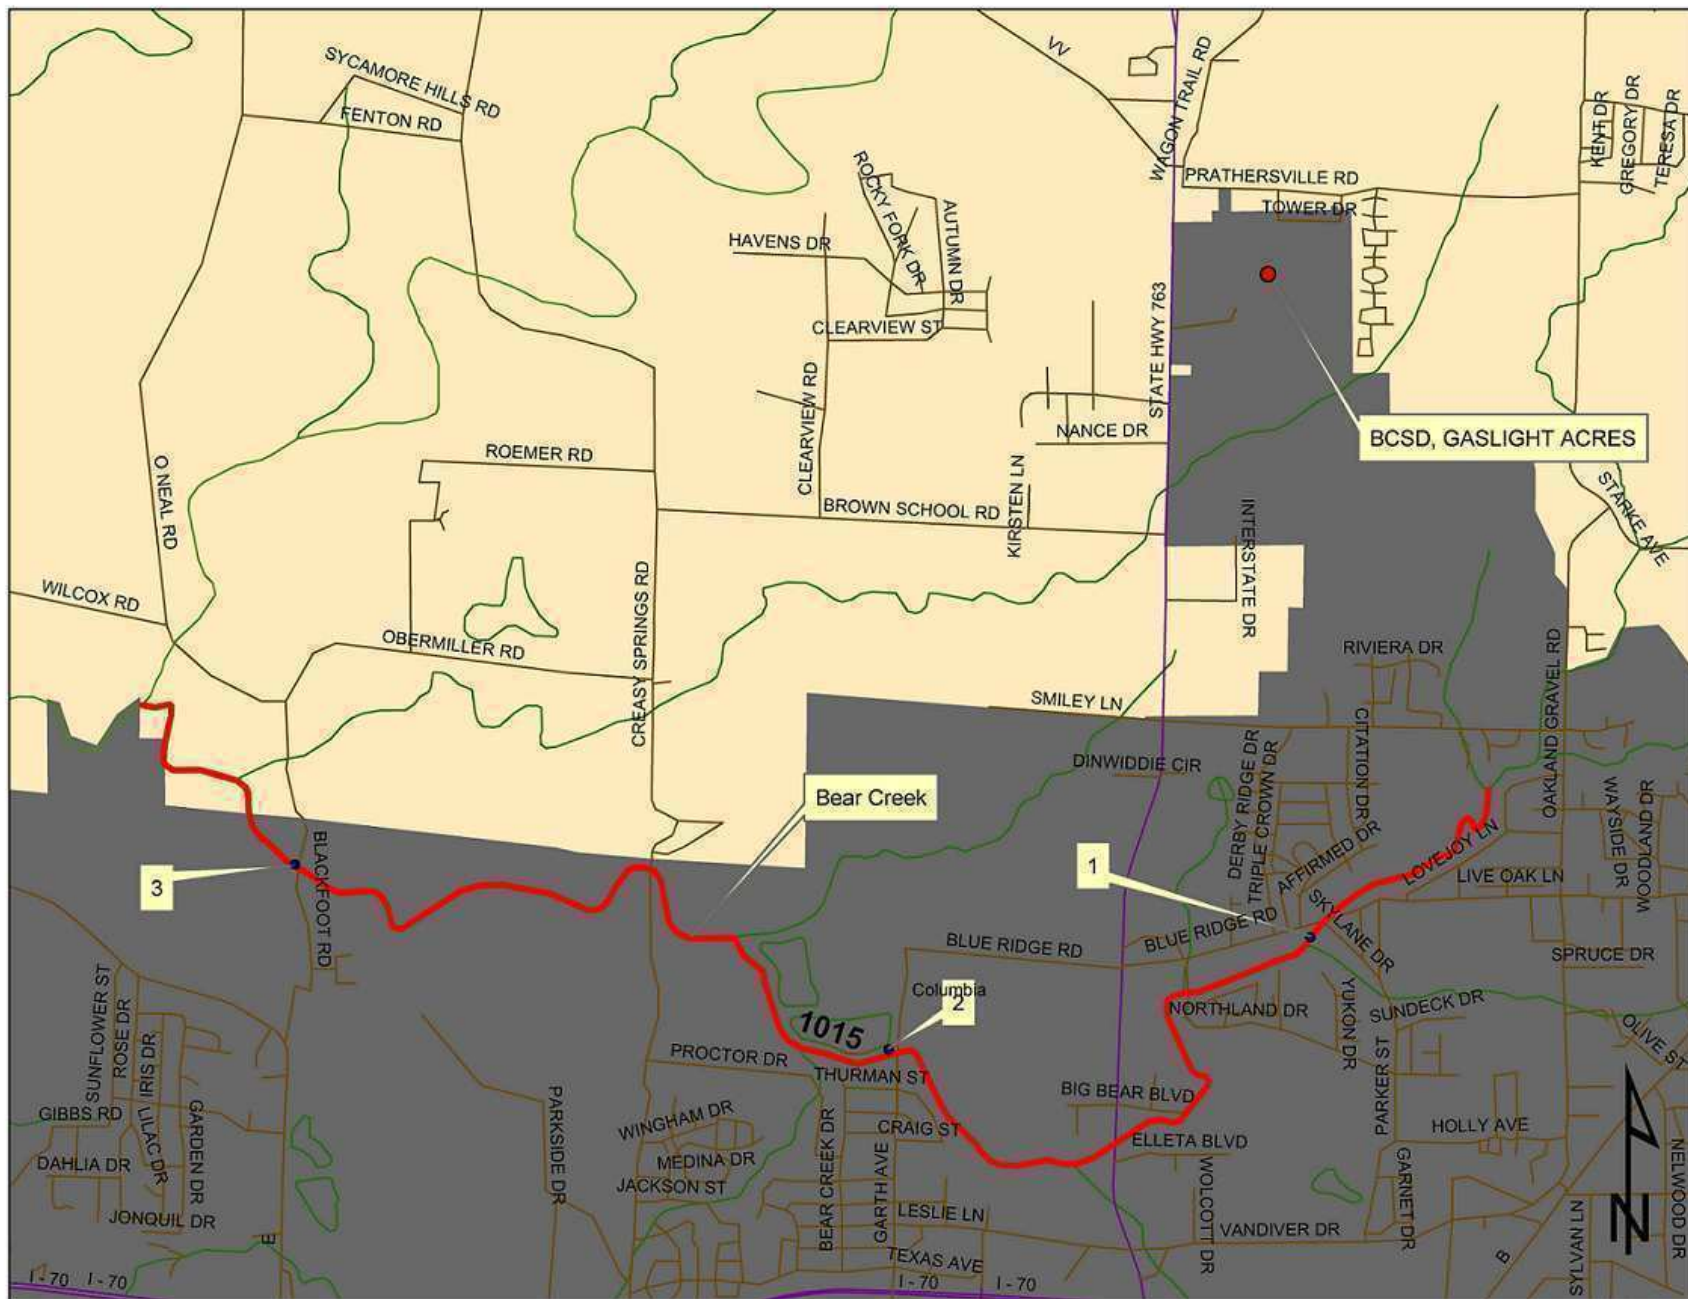 SYCAMORE HILLS RD
FENTON RD
VV
WAGON TRAIL RD
KENT DR
GREGORY DR
TERESA DR
PRATHERSVILLE RD
TOWER DR
ROCKY FORK DR
AUTUMN DR
HAVENS DR
CLEARVIEW ST
STATE HWY 763
CLEARVIEW RD
NANCE DR
BCSD, GASLIGHT ACRES
O NEAL RD
ROEMER RD
BROWN SCHOOL RD
KIRSTEN LN
INTERSTATE DR
STARKE AVE
WILCOX RD
OBERMILLER RD
CREASY SPRINGS RD
RIVIERA DR
SMILEY LN
OAKLAND GRAVEL RD
CITATION DR
DINWIDDIE CIR
DERBY RIDGE DR
TRIPLE CROWN DR
WAYSIDE DR
WOODLAND DR
Bear Creek
AFFIRMED DR
LOVEJOY LN
1
3
BLACKFOOT RD
LIVE OAK LN
SKYLANE DR
BLUE RIDGE RD
BLUE RIDGE RD
SPRUCE DR
Columbia
2
SUNFLOWER ST
ROSE DR
IRIS DR
1015
NORTHLAND DR
YUKON DR
SUNDECK DR
OLIVE ST
PROCTOR DR
THURMAN ST
PARKER ST
BIG BEAR BLVD
GIBBS RD
LILAC DR
GARDEN DR
PARKSIDE DR
WINGHAM DR
CRAIG ST
ELLETA BLVD
HOLLY AVE
DAHLIA DR
MEDINA DR
JACKSON ST
BEAR CREEK DR
GARTH AVE
WOLCOTT DR
GARNET DR
NELWOOD DR
N
JONQUIL DR
LESLIE LN
VANDIVER DR
SYLVAN LN
E
TEXAS AVE
B
I - 70
I - 70
I - 70
I - 70